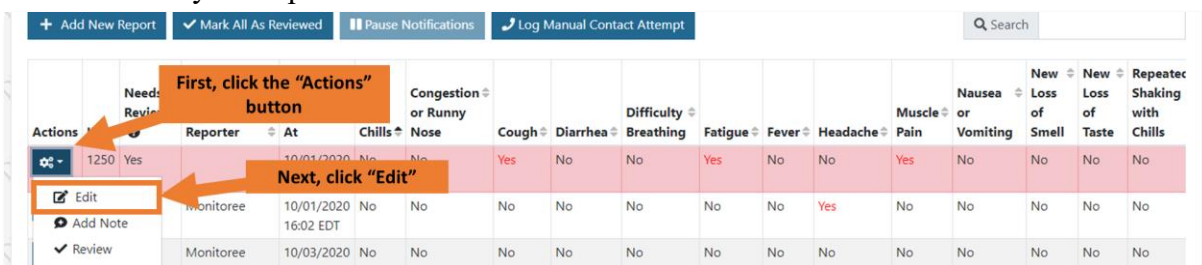 + Add New Report ✔ Mark All As Reviewed Pause Notifications Log Manual Contact Attempt Search
First, click the "Actions" button
Actions Needs Reporter At Chills Congestion or Runny Nose Cough Diarrhea Difficulty Breathing Fatigue Fever Headache Muscle Pain Nausea or Vomiting New Loss of Smell New Loss of Taste Repeated Shaking with Chills
1250 Yes 10/01/2020 No No Yes No No Yes No No Yes No No No No
Next, click "Edit"
Edit
Monitoree 10/01/2020 16:02 EDT No No No No No No No Yes No No No No No
Add Note
Review
Monitoree 10/03/2020 No No No No No No No No No No No No No